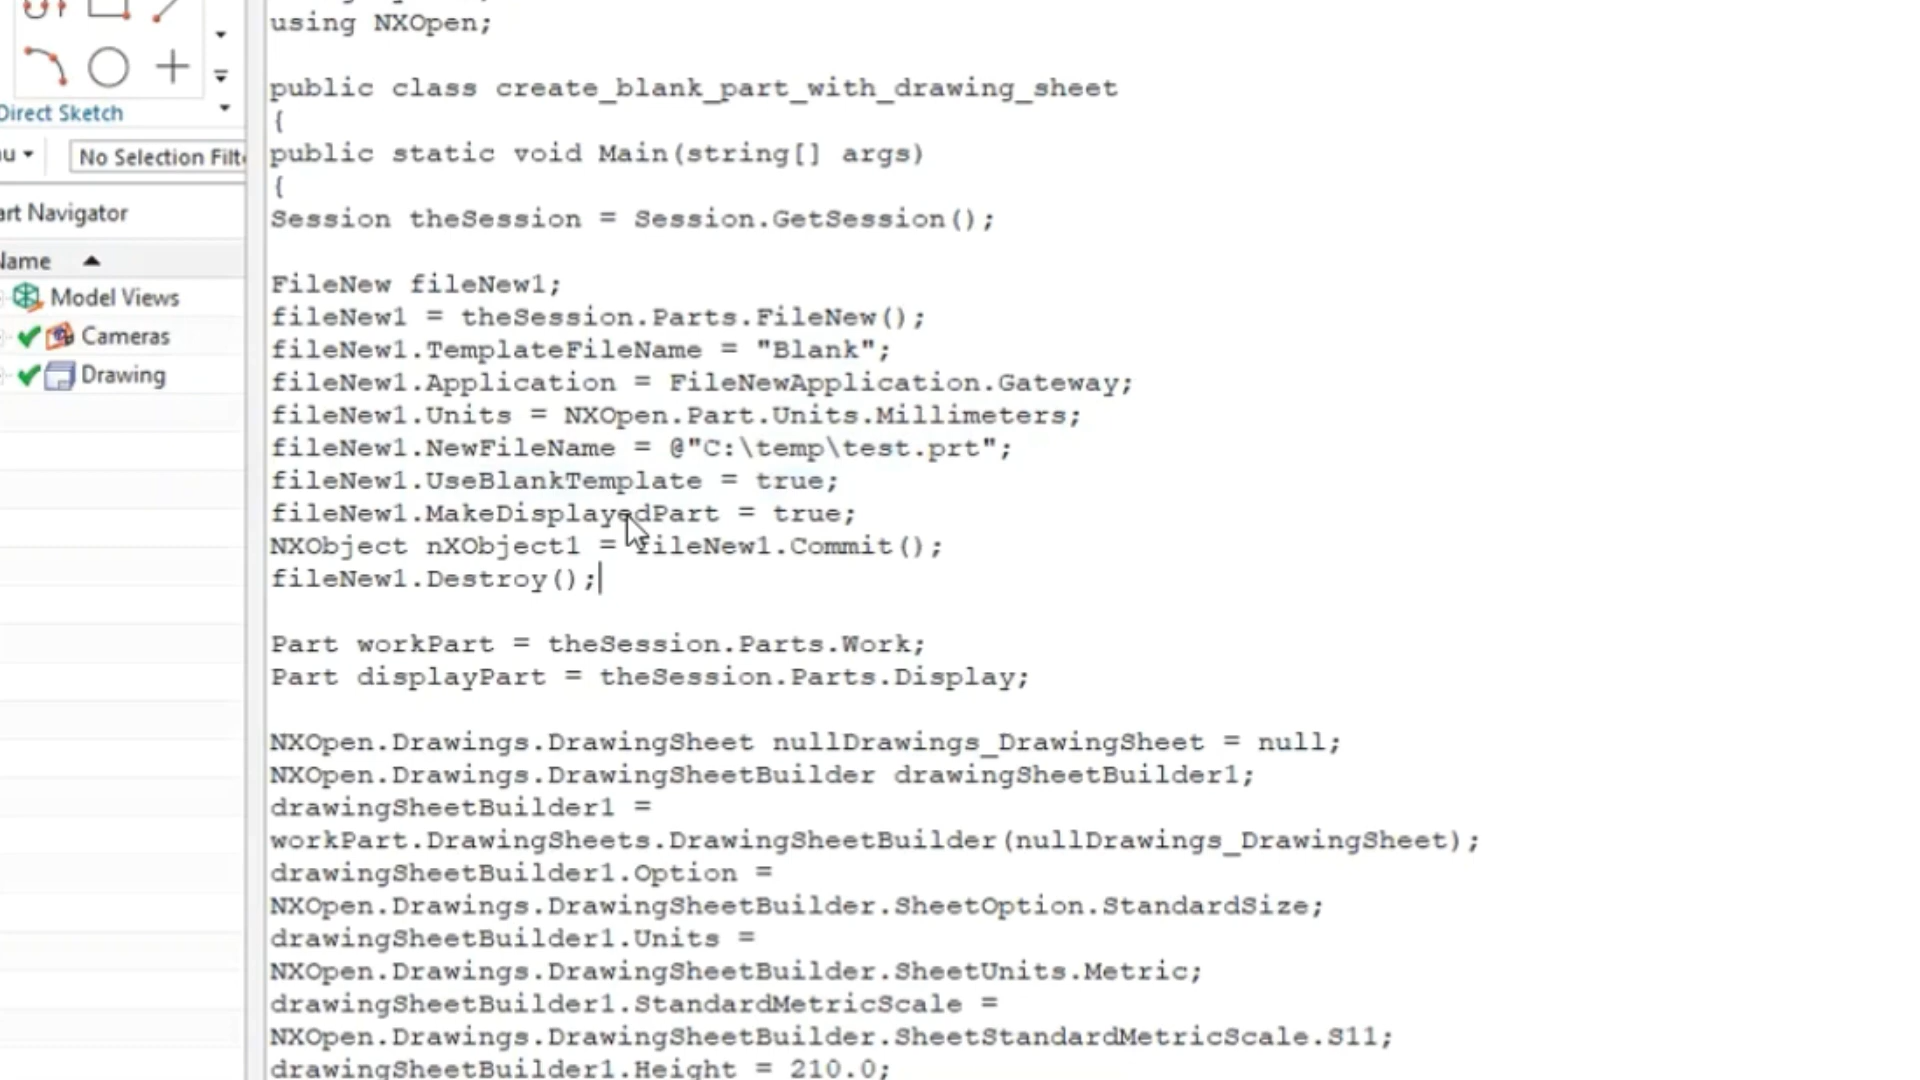 using NXOpen;
public class create_blank_part_with_drawing_sheet
{
public static void Main(string[] args)
{
Session theSession = Session.GetSession();
FileNew fileNew1;
fileNew1 = theSession.Parts.FileNew();
fileNew1.TemplateFileName = "Blank";
fileNew1.Application = FileNewApplication.Gateway;
fileNew1.Units = NXOpen.Part.Units.Millimeters;
fileNew1.NewFileName = @"C:\temp\test.prt";
fileNew1.UseBlankTemplate = true;
fileNew1.MakeDisplayedPart = true;
NXObject nXObject1 = fileNew1.Commit();
fileNew1.Destroy();
Part workPart = theSession.Parts.Work;
Part displayPart = theSession.Parts.Display;
NXOpen.Drawings.DrawingSheet nullDrawings_DrawingSheet = null;
NXOpen.Drawings.DrawingSheetBuilder drawingSheetBuilder1;
drawingSheetBuilder1 =
workPart.DrawingSheets.DrawingSheetBuilder(nullDrawings_DrawingSheet);
drawingSheetBuilder1.Option =
NXOpen.Drawings.DrawingSheetBuilder.SheetOption.StandardSize;
drawingSheetBuilder1.Units =
NXOpen.Drawings.DrawingSheetBuilder.SheetUnits.Metric;
drawingSheetBuilder1.StandardMetricScale =
NXOpen.Drawings.DrawingSheetBuilder.SheetStandardMetricScale.S11;
drawingSheetBuilder1.Height = 210.0;
Direct Sketch
No Selection Filt
art Navigator
Name
Model Views
Cameras
Drawing